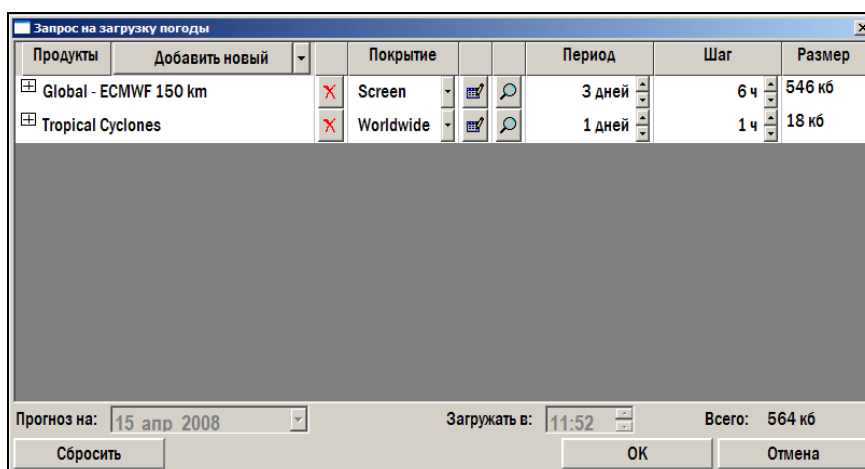 Запрос на загрузку погоды
Продукты Добавить новый Покрытие Период Шаг Размер
Global - ECMWF 150 km Screen 3 дней 6 ч 546 кб
Tropical Cyclones Worldwide 1 дней 1 ч 18 кб
Прогноз на: 15 апр 2008 Загружать в: 11:52 Всего: 564 кб
Сбросить OK Отмена